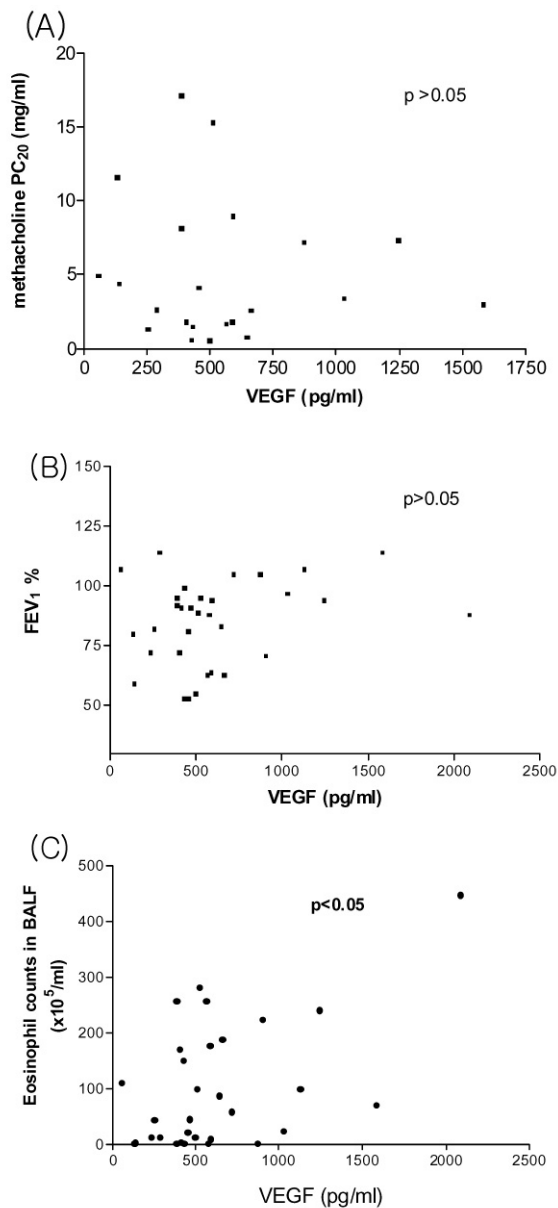 (A)
20
15
10
5
0
methacholine PC20 (mg/ml)
p >0.05
0 250 500 750 1000 1250 1500 1750
VEGF (pg/ml)
(B)
150
125
100
75
50
FEV1 %
p>0.05
0 500 1000 1500 2000 2500
VEGF (pg/ml)
(C)
500
400
300
200
100
0
Eosinophil counts in BALF
(x10^5/ml)
p<0.05
0 500 1000 1500 2000 2500
VEGF (pg/ml)